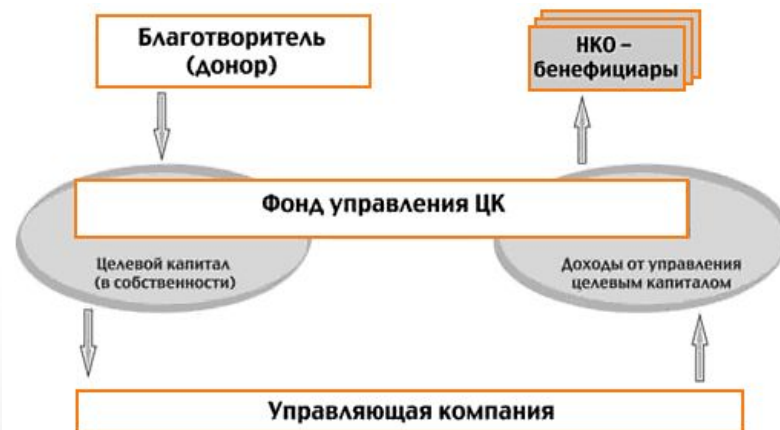 Благотворитель
(донор)
НКО –
бенефициары
Фонд управления ЦК
Целевой капитал
(в собственности)
Доходы от управления
целевым капиталом
Управляющая компания